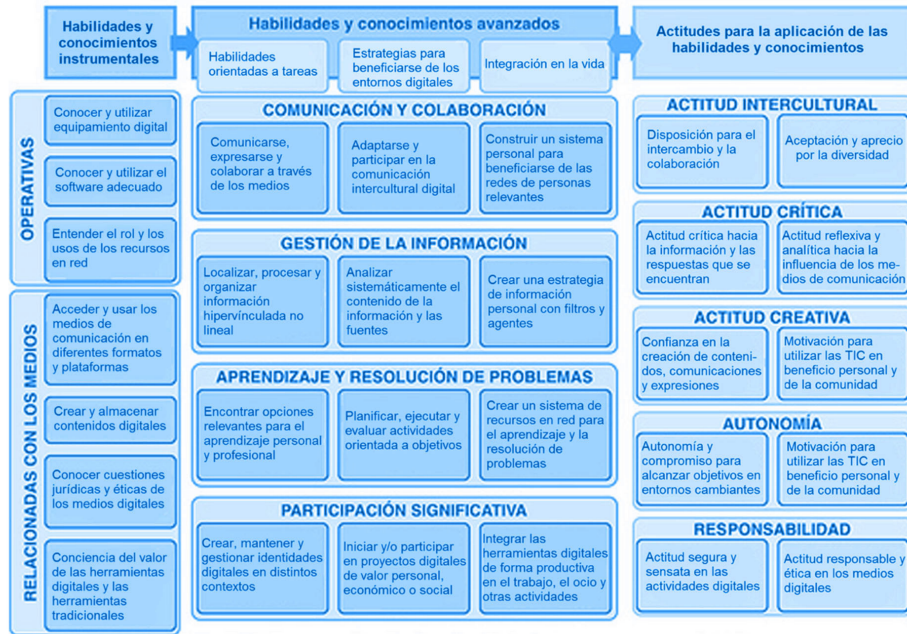 Habilidades y
conocimientos
instrumentales
Habilidades y conocimientos avanzados
Habilidades
orientadas a tareas
Estrategias para
beneficiarse de los
entornos digitales
Integración en la vida
Actitudes para la aplicación de las
habilidades y conocimientos
OPERATIVAS
Conocer y utilizar
equipamiento digital
Conocer y utilizar el
software adecuado
Entender el rol y los
usos de los recursos
en red
RELACIONADAS CON LOS MEDIOS
Acceder y usar los
medios de
comunicación en
diferentes formatos
y plataformas
Crear y almacenar
contenidos digitales
Conocer cuestiones
jurídicas y éticas de
los medios digitales
Conciencia del valor
de las herramientas
digitales y las
herramientas
tradicionales
COMUNICACIÓN Y COLABORACIÓN
Comunicarse,
expresarse y
colaborar a través
de los medios
Adaptarse y
participar en la
comunicación
intercultural digital
Construir un sistema
personal para
beneficiarse de las
redes de personas
relevantes
GESTIÓN DE LA INFORMACIÓN
Localizar, procesar y
organizar
información
hipervínculada no
lineal
Analizar
sistemáticamente el
contenido de la
información y las
fuentes
Crear una estrategia
de información
personal con filtros y
agentes
APRENDIZAJE Y RESOLUCIÓN DE PROBLEMAS
Encontrar opciones
relevantes para el
aprendizaje personal
y profesional
Planificar, ejecutar y
evaluar actividades
orientada a objetivos
Crear un sistema de
recursos en red para
el aprendizaje y la
resolución de
problemas
PARTICIPACIÓN SIGNIFICATIVA
Crear, mantener y
gestionar identidades
digitales en distintos
contextos
Iniciar y/o participar
en proyectos digitales
de valor personal,
económico o social
Integrar las
herramientas digitales
de forma productiva
en el trabajo, el ocio y
otras actividades
ACTITUD INTERCULTURAL
Disposición para el
intercambio y la
colaboración
Aceptación y aprecio
por la diversidad
ACTITUD CRÍTICA
Actitud crítica hacia
la información y las
respuestas que se
encuentran
Actitud reflexiva y
analítica hacia la
influencia de los me-
dios de comunicación
ACTITUD CREATIVA
Confianza en la
creación de conteni-
dos, comunicaciones
y expresiones
Motivación para
utilizar las TIC en
beneficio personal y
de la comunidad
AUTONOMÍA
Autonomía y
compromiso para
alcanzar objetivos en
entornos cambiantes
Motivación para
utilizar las TIC en
beneficio personal y
de la comunidad
RESPONSABILIDAD
Actitud segura y
sensata en las
actividades digitales
Actitud responsable y
ética en los medios
digitales